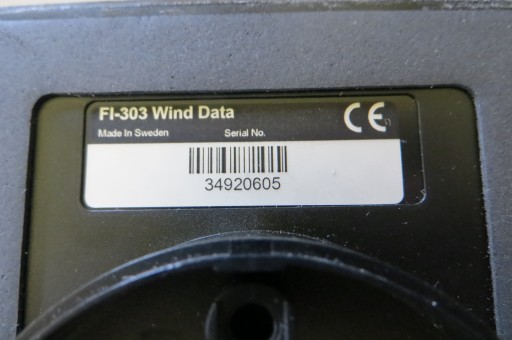 FI-303 Wind Data
Made In Sweden Serial No. CE
34920605